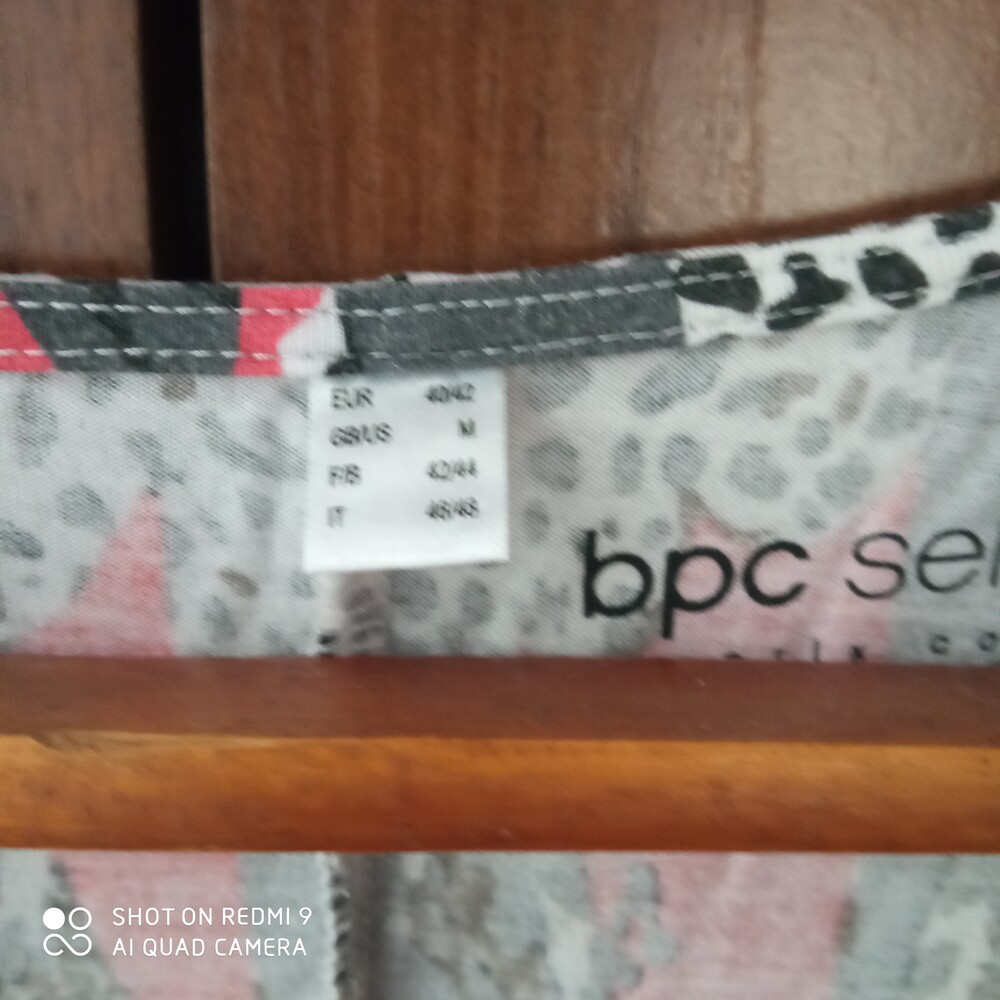 EUR 40/42
GB/US M
F/B 42/44
IT 46/48
bpc sel
SHOT ON REDMI 9
AI QUAD CAMERA